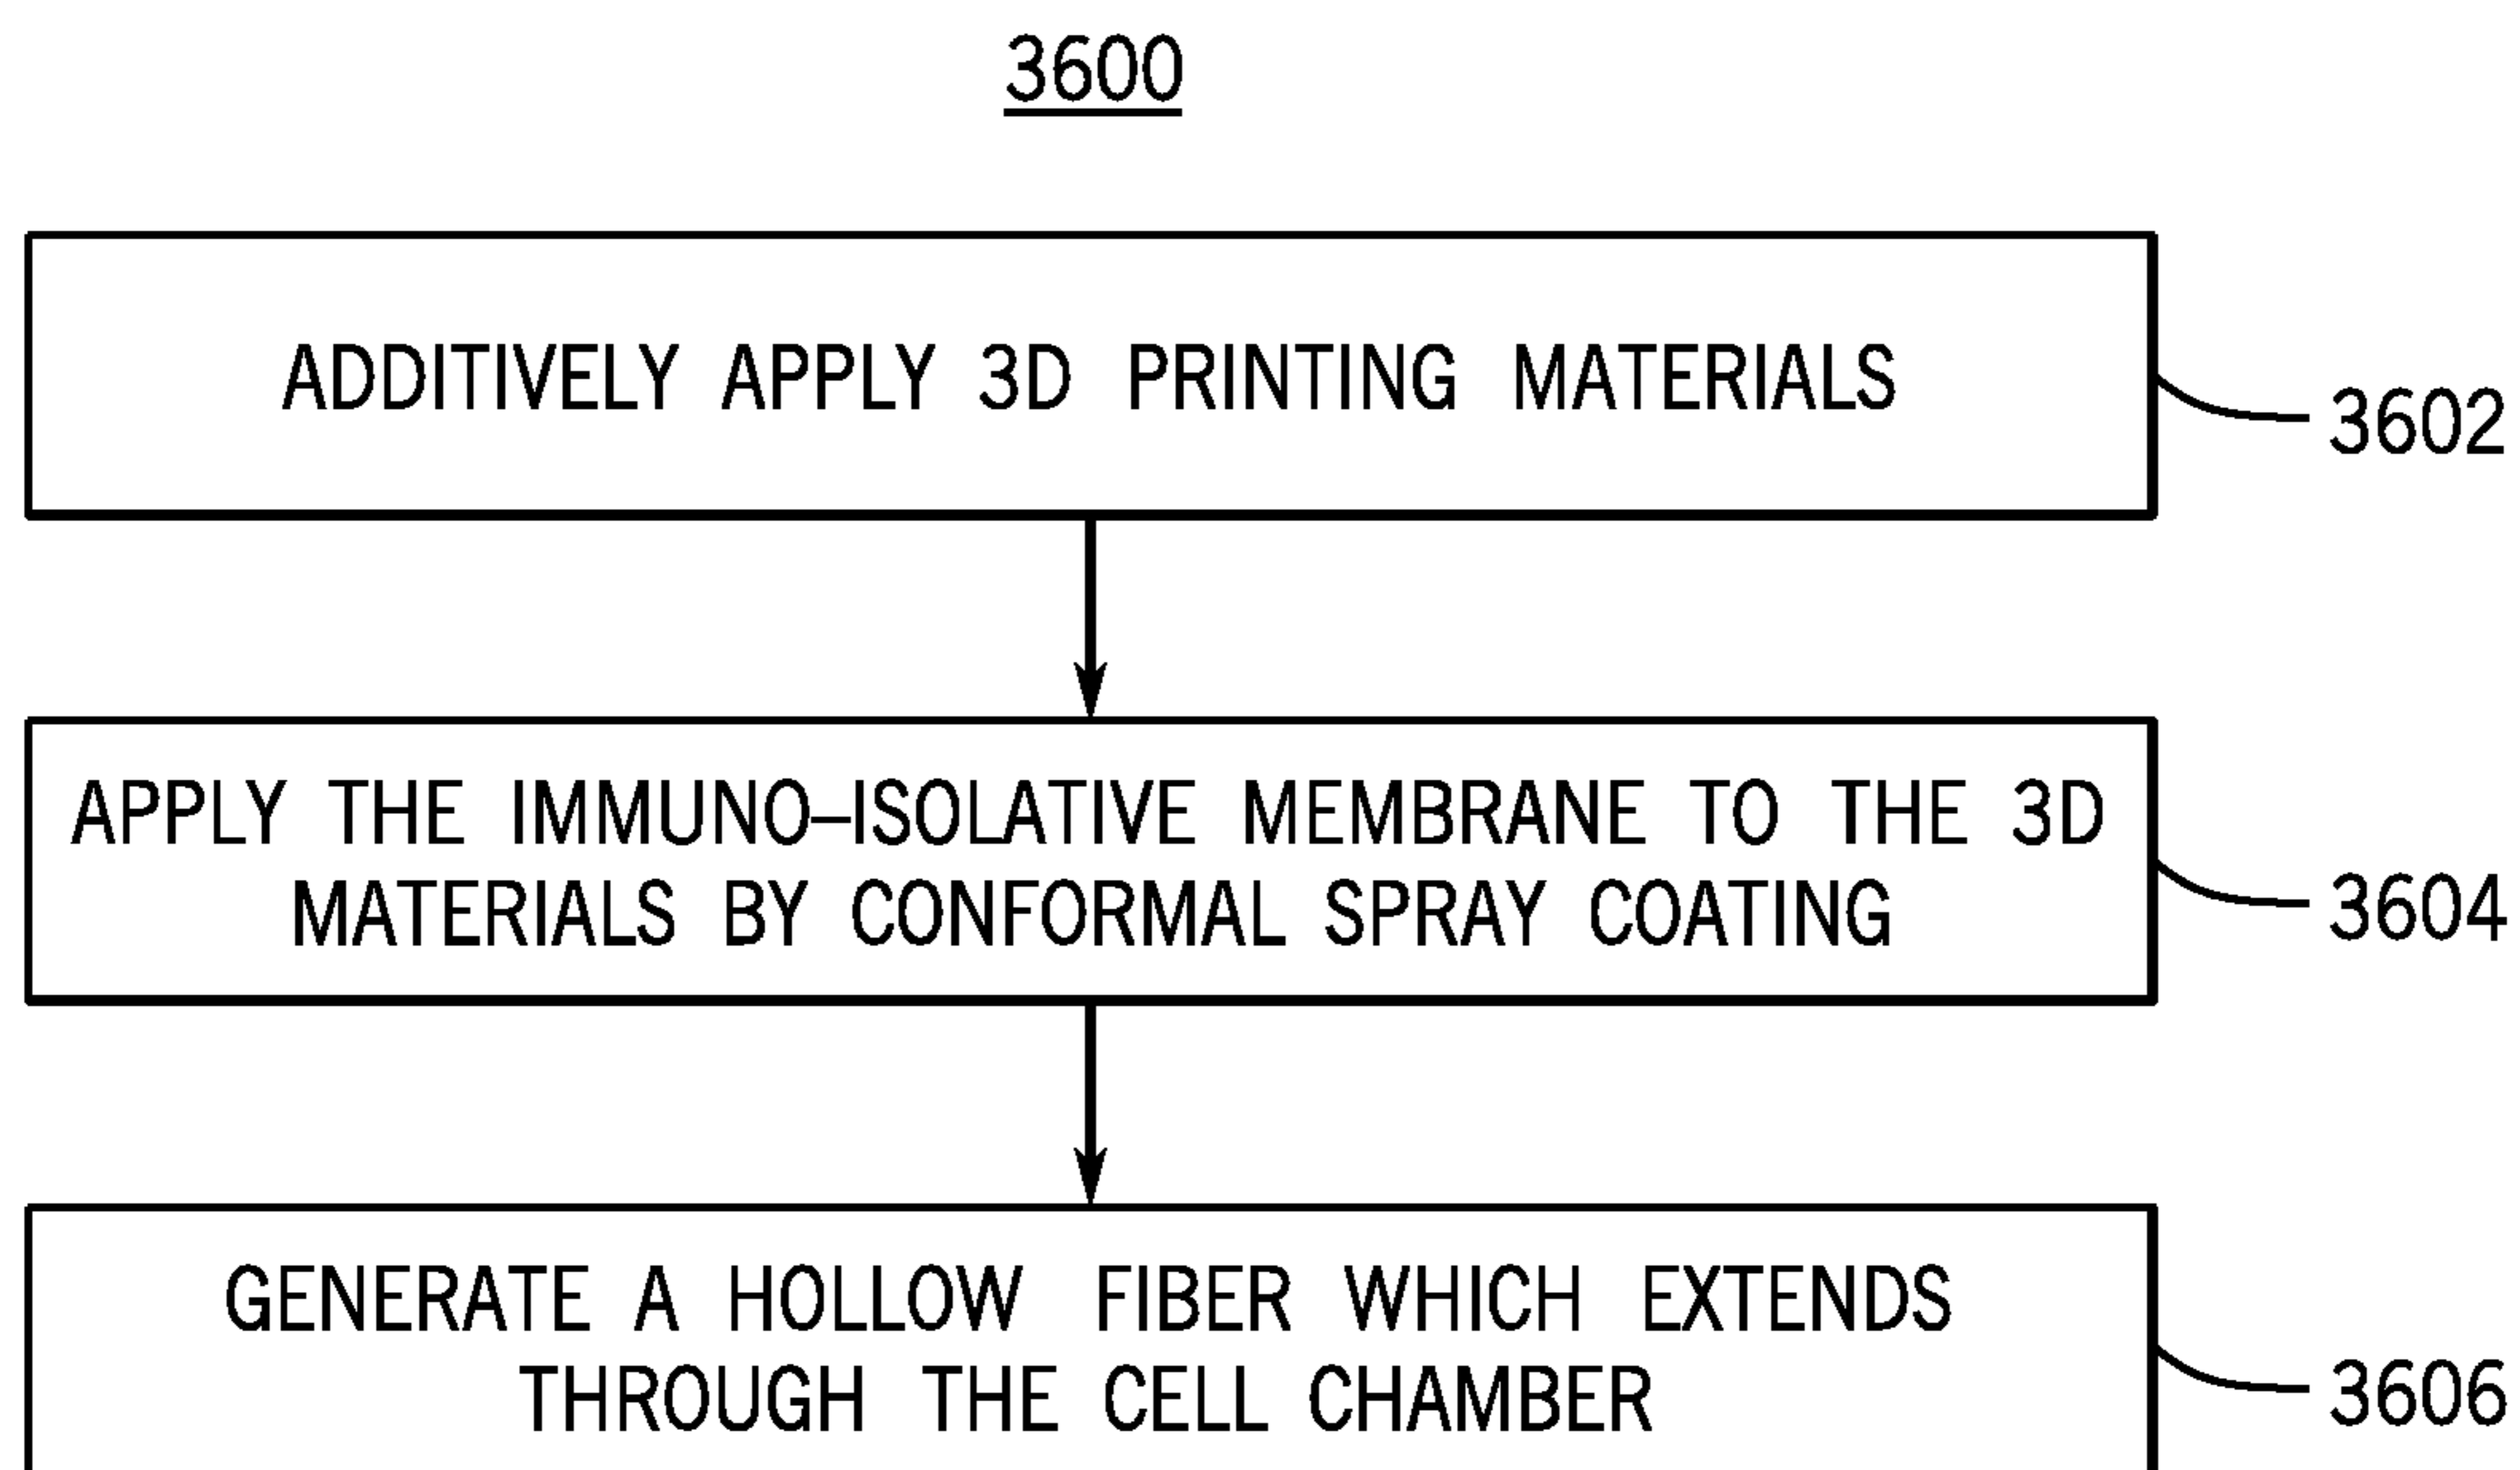 3600
ADDITIVELY APPLY 3D PRINTING MATERIALS
3602
APPLY THE IMMUNO–ISOLATIVE MEMBRANE TO THE 3D
MATERIALS BY CONFORMAL SPRAY COATING
3604
GENERATE A HOLLOW FIBER WHICH EXTENDS
THROUGH THE CELL CHAMBER
3606